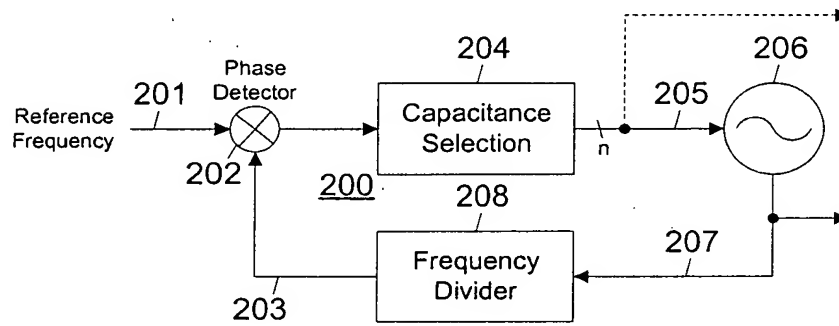 204
206
Phase
Detector
201
205
Reference
Frequency
Capacitance
Selection
n
202
200
208
207
Frequency
Divider
203